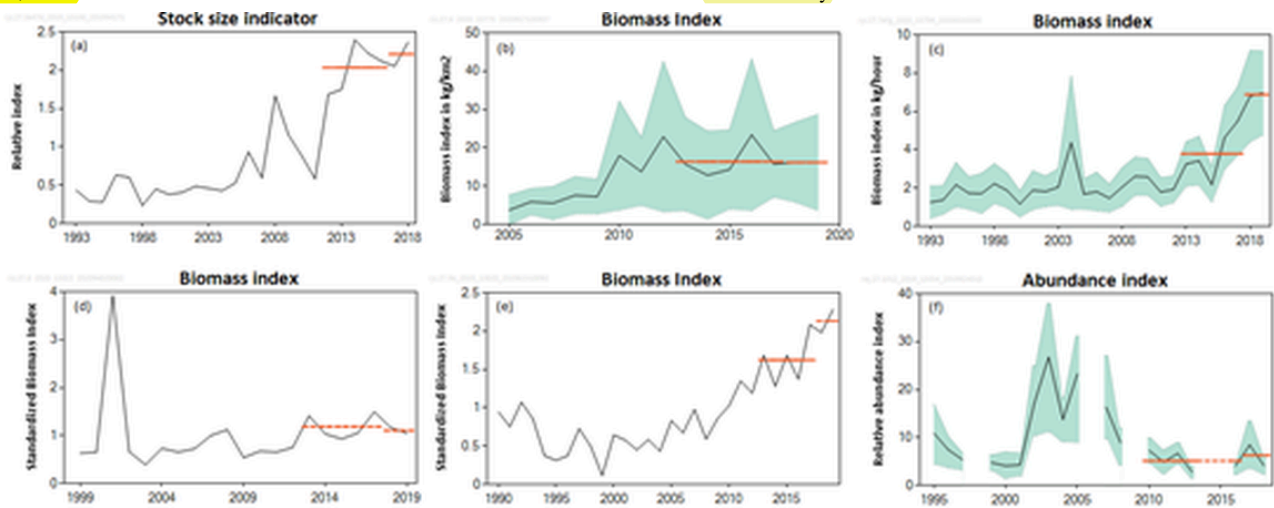 Stock size indicator
(a)
Relative index
2.5
2
1.5
1
0.5
0
1993 1998 2003 2008 2013 2018
Biomass Index
(b)
Biomass index in kg/km2
50
40
30
20
10
0
2005 2010 2015 2020
Biomass index
(c)
Biomass index in kg/hour
10
8
6
4
2
0
1993 1998 2003 2008 2013 2018
Biomass index
(d)
Standardized Biomass index
4
3
2
1
0
1999 2004 2009 2014 2019
Biomass Index
(e)
Standardized Biomass Index
2.5
2
1.5
1
0.5
0
1990 1995 2000 2005 2010 2015
Abundance index
(f)
Relative abundance index
40
30
20
10
0
1995 2000 2005 2010 2015